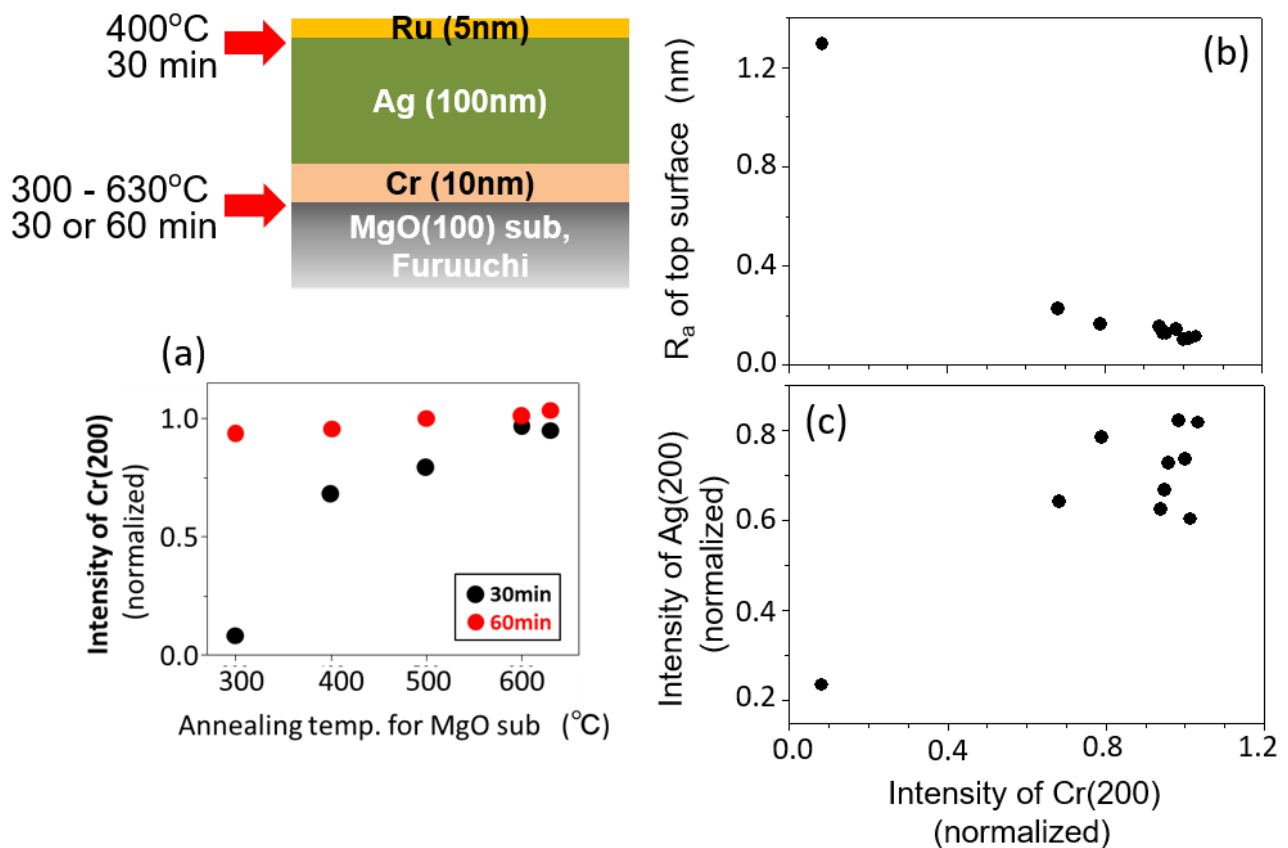 400°C
30 min
Ru (5nm)
Ag (100nm)
Cr (10nm)
300 - 630°C
30 or 60 min
MgO(100) sub,
Furuuchi
(a)
Intensity of Cr(200)
(normalized)
1.0
0.5
0.0
30min
60min
300
400
500
600
Annealing temp. for MgO sub (°C)
(b)
Ra of top surface (nm)
1.2
0.8
0.4
0.0
(c)
Intensity of Ag(200)
(normalized)
0.8
0.6
0.4
0.2
0.0
0.4
0.8
1.2
Intensity of Cr(200)
(normalized)